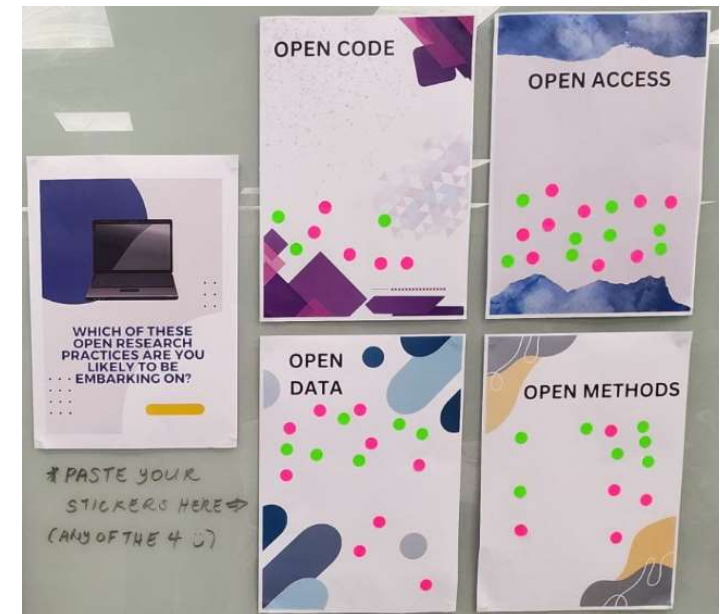 WHICH OF THESE
OPEN RESEARCH
PRACTICES ARE YOU
LIKELY TO BE
EMBARKING ON?
* PASTE YOUR
STICKERS HERE ⇒
(ANY OF THE 4 :)
OPEN CODE
OPEN ACCESS
OPEN
DATA
OPEN METHODS